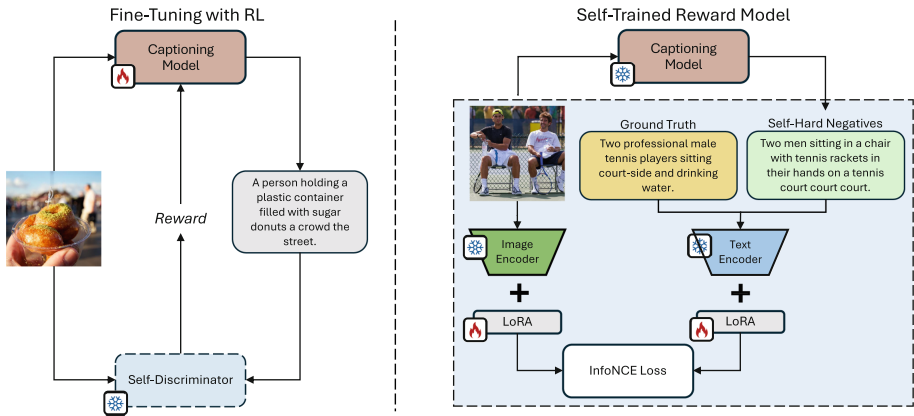 Fine-Tuning with RL
Captioning
Model
Reward
A person holding a
plastic container
filled with sugar
donuts a crowd the
street.
Self-Discriminator
Self-Trained Reward Model
Captioning
Model
Ground Truth
Two professional male
tennis players sitting
court-side and drinking
water.
Self-Hard Negatives
Two men sitting in a chair
with tennis rackets in
their hands on a tennis
court court court.
Image
Encoder
Text
Encoder
+
+
LoRA
LoRA
InfoNCE Loss